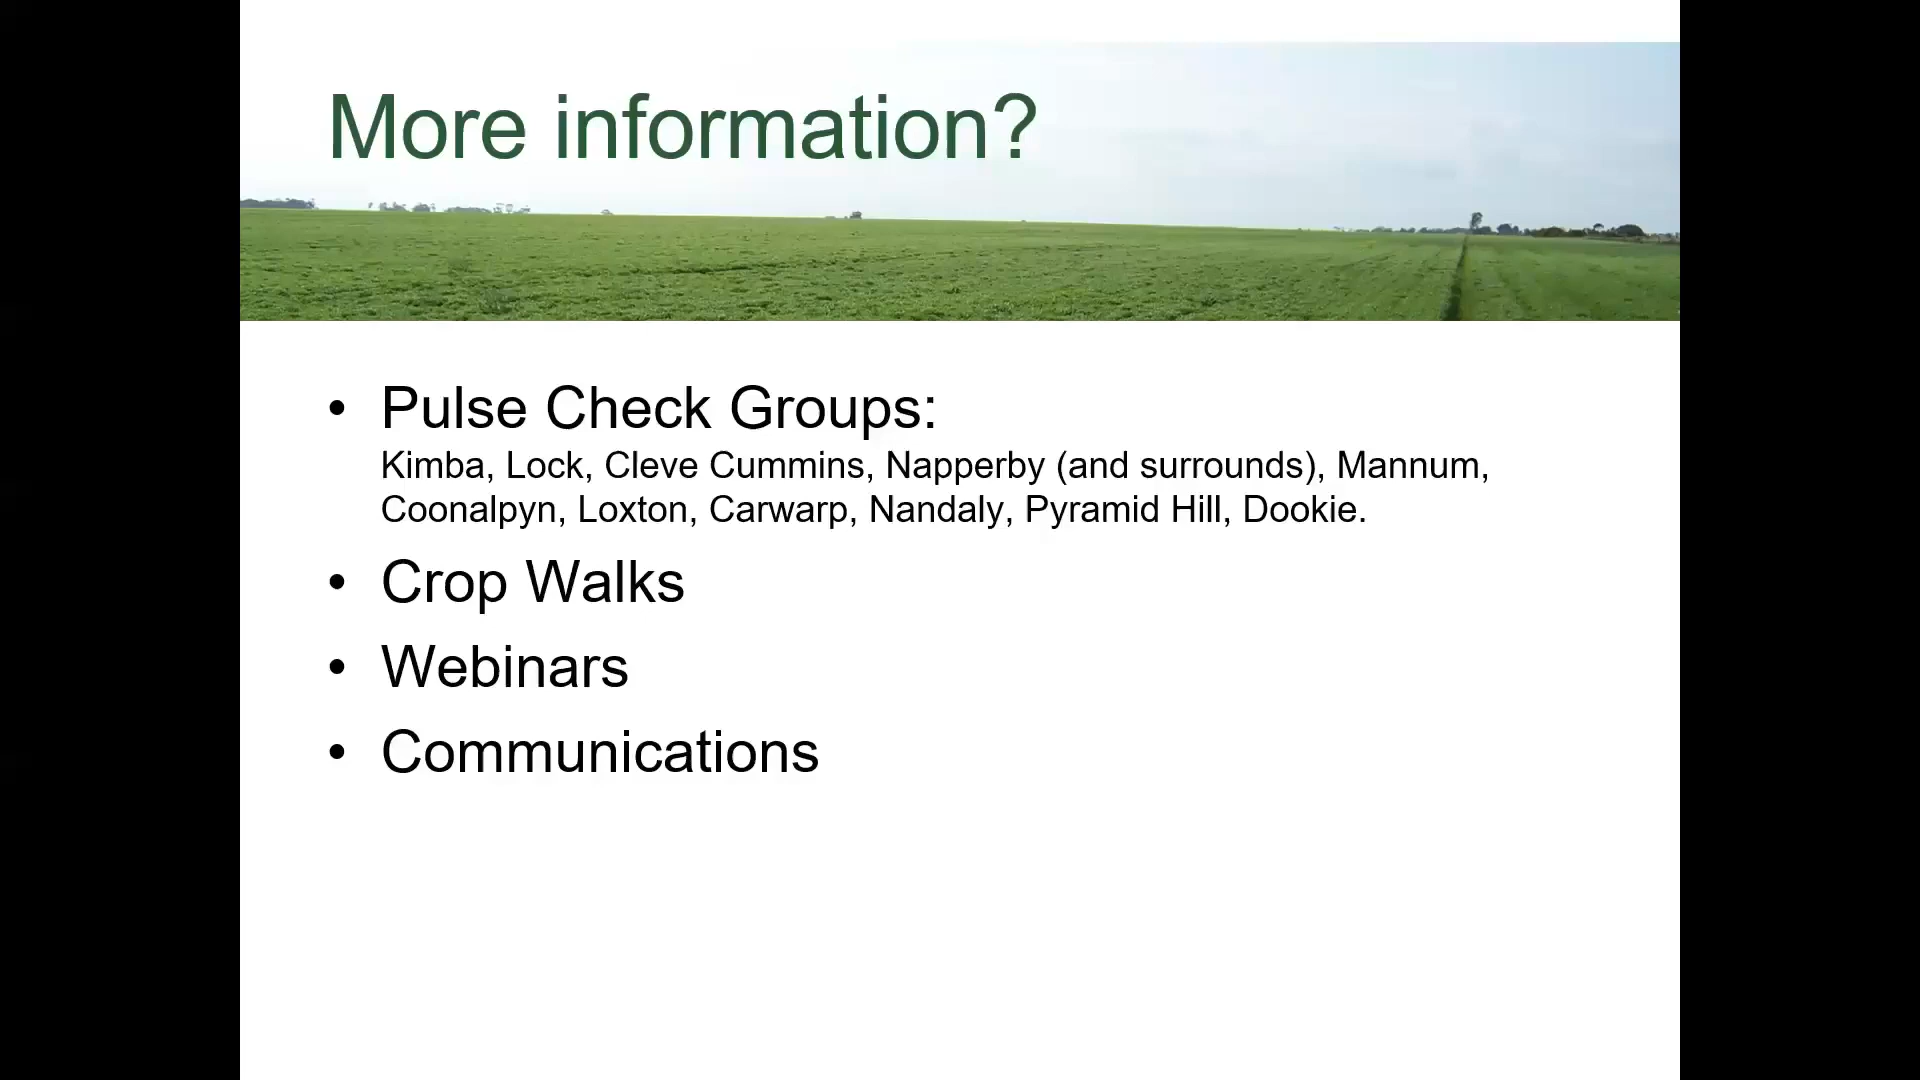 More information?
• Pulse Check Groups:
Kimba, Lock, Cleve Cummins, Napperby (and surrounds), Mannum,
Coonalpyn, Loxton, Carwarp, Nandaly, Pyramid Hill, Dookie.
• Crop Walks
• Webinars
• Communications